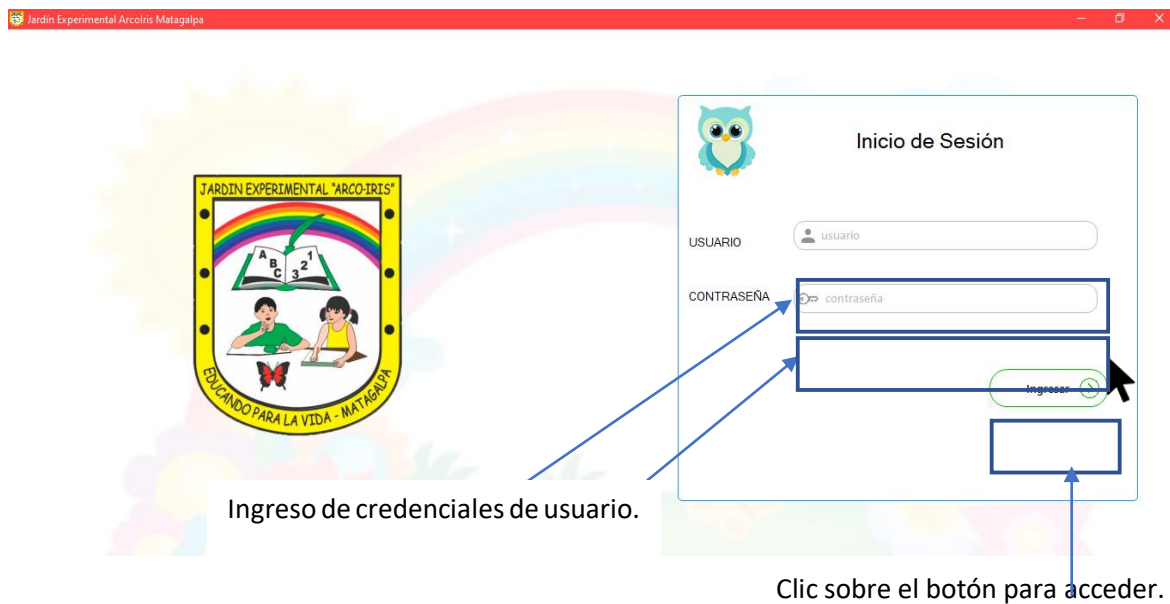 Jardín Experimental ArcoIris Matagalpa
Inicio de Sesión
JARDIN EXPERIMENTAL "ARCO-IRIS"
A B C 3 2 1
EDUCANDO PARA LA VIDA - MATAGALPA
USUARIO
usuario
CONTRASEÑA
contraseña
Ingresar
Ingreso de credenciales de usuario.
Clic sobre el botón para acceder.